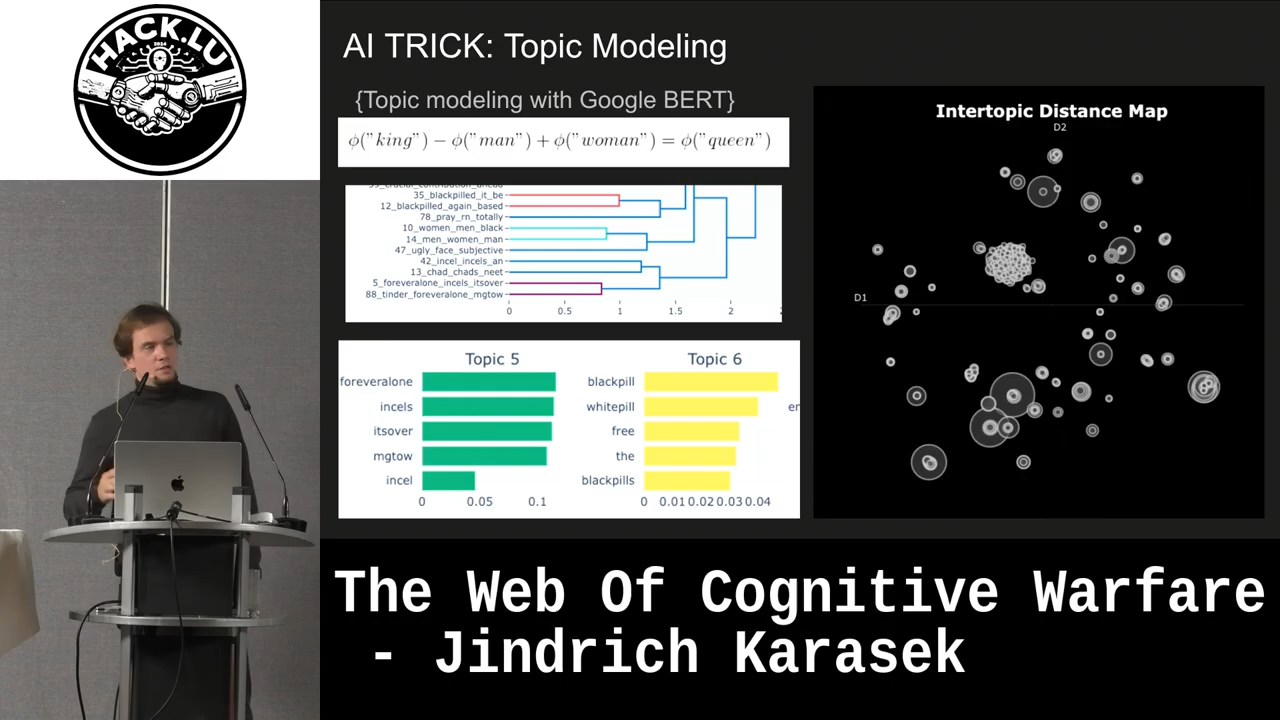 HACK.LU
2024
AI TRICK: Topic Modeling
{Topic modeling with Google BERT}
ϕ("king") − ϕ("man") + ϕ("woman") = ϕ("queen")
35_blackpilled_it_be
12_blackpilled_again_based
78_pray_rn_totally
10_women_men_black
14_men_women_man
47_ugly_face_subjective
42_incel_incels_an
13_chad_chads_neet
5_foreveralone_incels_itsover
88_tinder_foreveralone_mgtow
0 0.5 1 1.5 2
Topic 5
foreveralone
incels
itsover
mgtow
incel
0 0.05 0.1
Topic 6
blackpill
whitepill
free
the
blackpills
0 0.01 0.02 0.03 0.04
er
Intertopic Distance Map
D2
D1
The Web Of Cognitive Warfare
- Jindrich Karasek